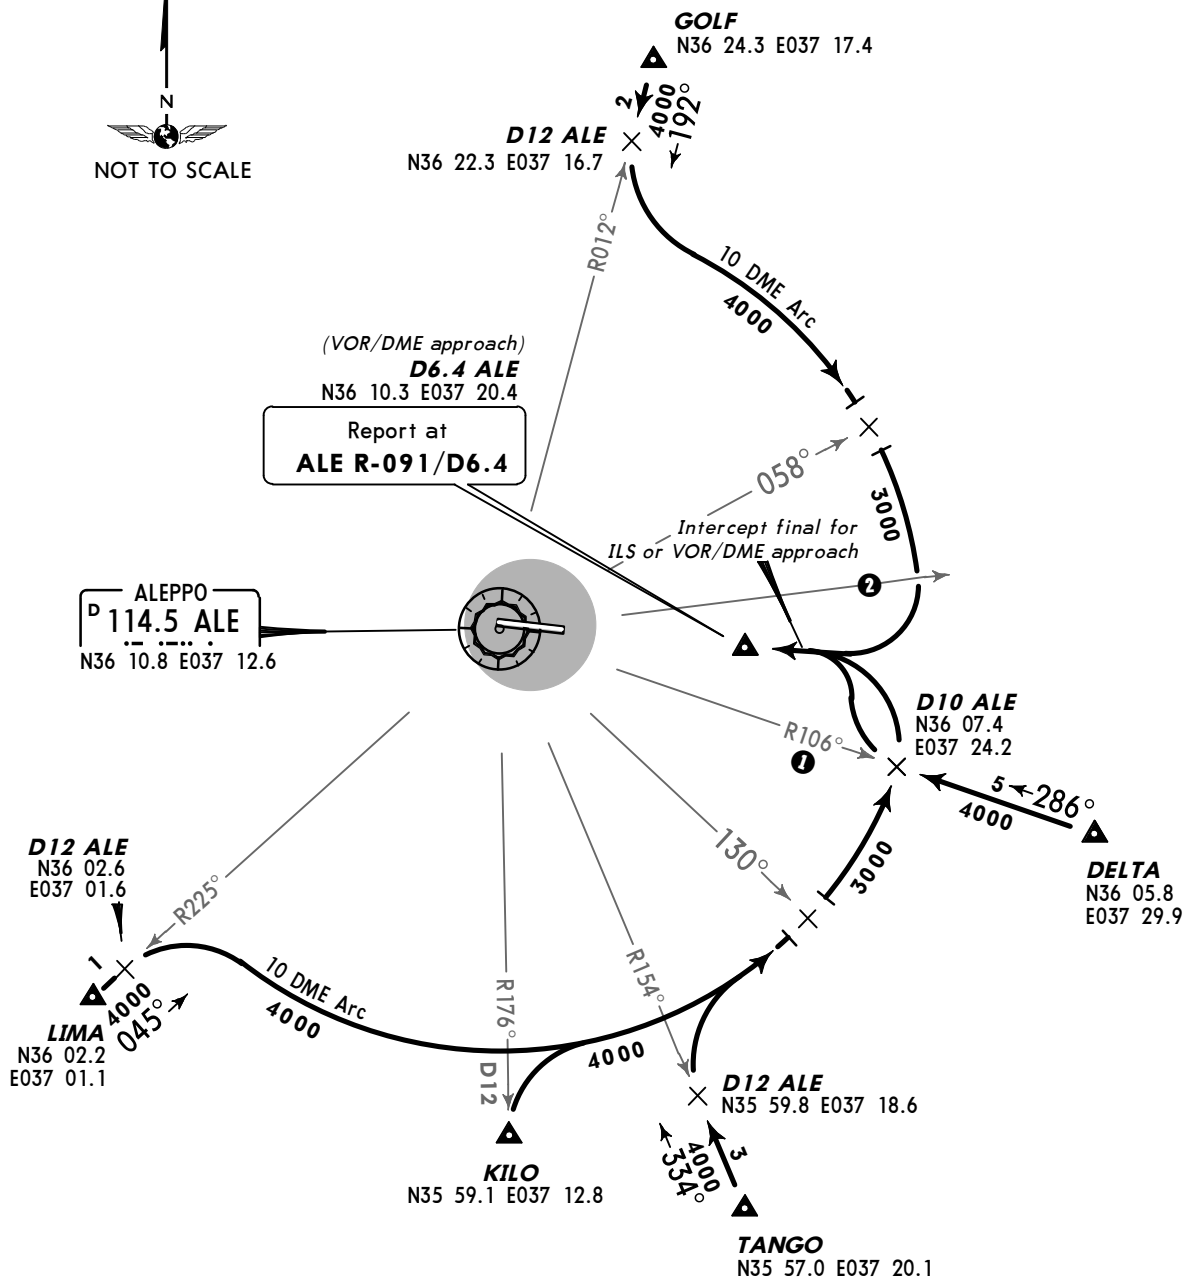 GOLF
N36 24.3 E037 17.4
N
NOT TO SCALE
2
4000
←192°
D12 ALE
N36 22.3 E037 16.7
R012°
10 DME Arc
4000
(VOR/DME approach)
D6.4 ALE
N36 10.3 E037 20.4
Report at
ALE R-091/D6.4
058°
3000
Intercept final for
ILS or VOR/DME approach
2
ALEPPO
D 114.5 ALE
N36 10.8 E037 12.6
D10 ALE
N36 07.4
E037 24.2
R106°
1
5 ←286°
4000
DELTA
N36 05.8
E037 29.9
130°
3000
D12 ALE
N36 02.6
E037 01.6
R225°
1
4000
045° →
LIMA
N36 02.2
E037 01.1
10 DME Arc
4000
R176°
D12
R154°
4000
D12 ALE
N35 59.8 E037 18.6
KILO
N35 59.1 E037 12.8
3
4000
←334°
TANGO
N35 57.0 E037 20.1